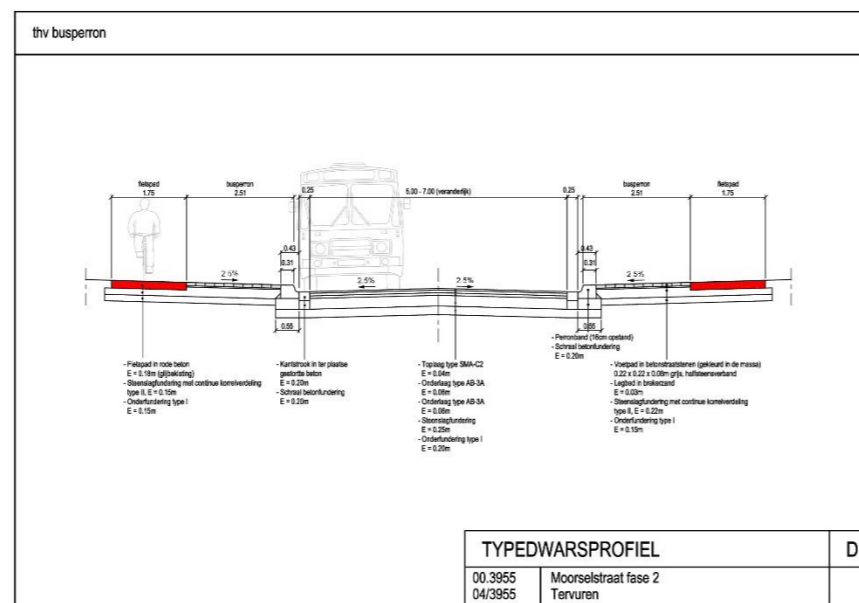 thv busperron
fietspad
1.75
busperron
2.51
0.25
5.00 - 7.00 (veranderlijk)
0.25
busperron
2.51
fietspad
1.75
0.43
0.31
0.43
0.31
2.5%
2.5%
2.5%
2.5%
0.55
0.55
- Fietspad in rode beton
E = 0.18m (glijbekisting)
- Steenslagfundering met continue korrelverdeling
type II, E = 0.15m
- Onderfundering type I
E = 0.15m
- Kantstrook in ter plaatse
gestortte beton
E = 0.20m
- Schraal betonfundering
E = 0.20m
- Toplaag type SMA-C2
E = 0.04m
- Onderlaag type AB-3A
E = 0.06m
- Onderlaag type AB-3A
E = 0.06m
- Steenslagfundering
E = 0.25m
- Onderfundering type I
E = 0.20m
- Perronband (16cm opstand)
- Schraal betonfundering
E = 0.20m
- Voetpad in betonstraatstenen (gekleurd in de massa)
0.22 x 0.22 x 0.08m grijs, halfsteensverband
- Legbed in brekerzand
E = 0.03m
- Steenslagfundering met continue korrelverdeling
type II, E = 0.22m
- Onderfundering type I
E = 0.15m
TYPEDWARSPROFIEL
D
00.3955
Moorselstraat fase 2
04/3955
Tervuren